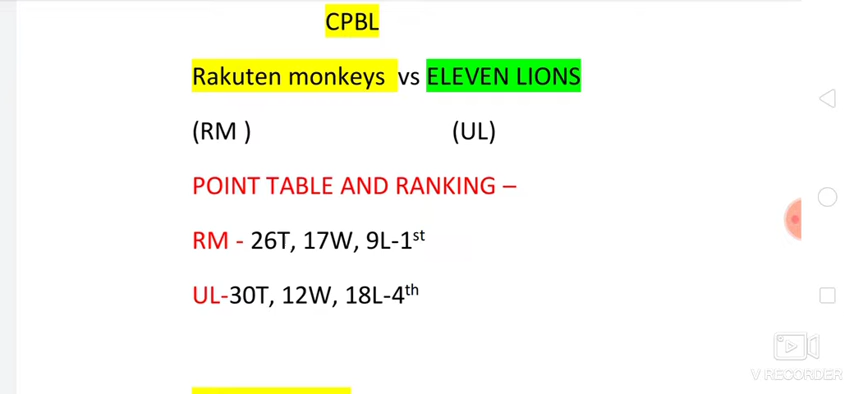 CPBL
Rakuten monkeys vs ELEVEN LIONS
(RM ) (UL)
POINT TABLE AND RANKING –
RM - 26T, 17W, 9L-1st
UL-30T, 12W, 18L-4th
V RECORDER